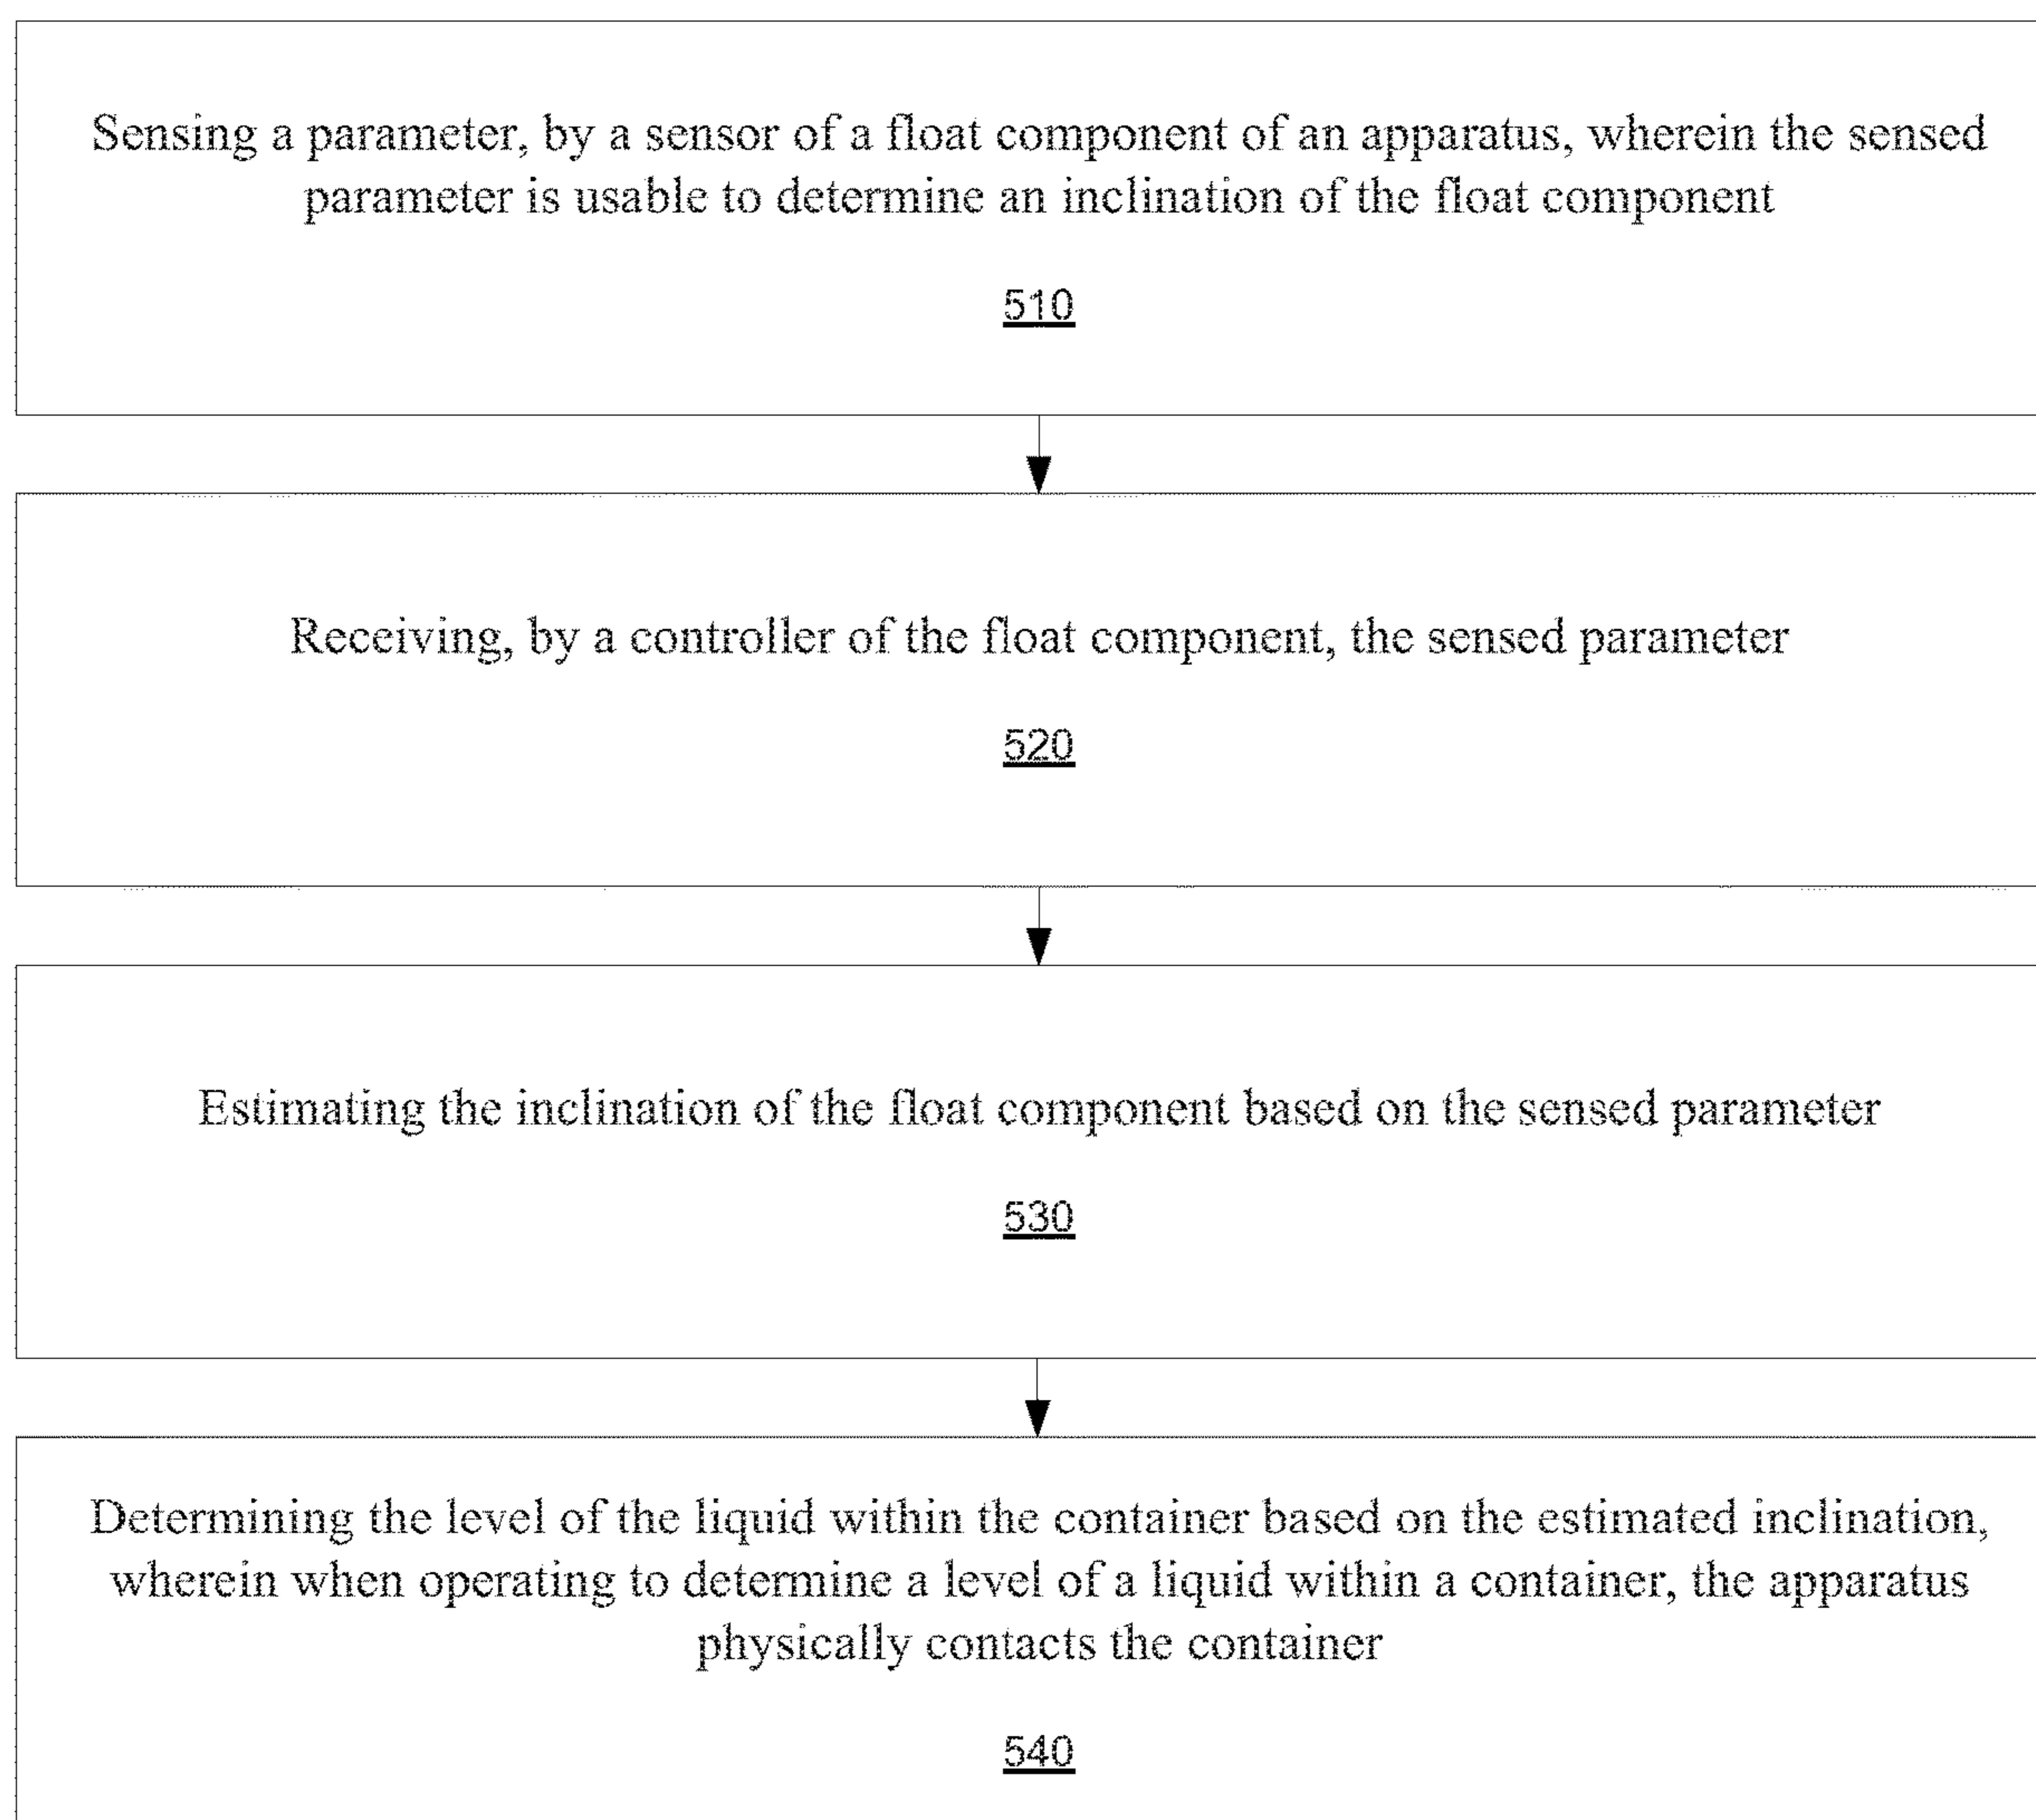 Sensing a parameter, by a sensor of a float component of an apparatus, wherein the sensed
parameter is usable to determine an inclination of the float component
510
Receiving, by a controller of the float component, the sensed parameter
520
Estimating the inclination of the float component based on the sensed parameter
530
Determining the level of the liquid within the container based on the estimated inclination,
wherein when operating to determine a level of a liquid within a container, the apparatus
physically contacts the container
540